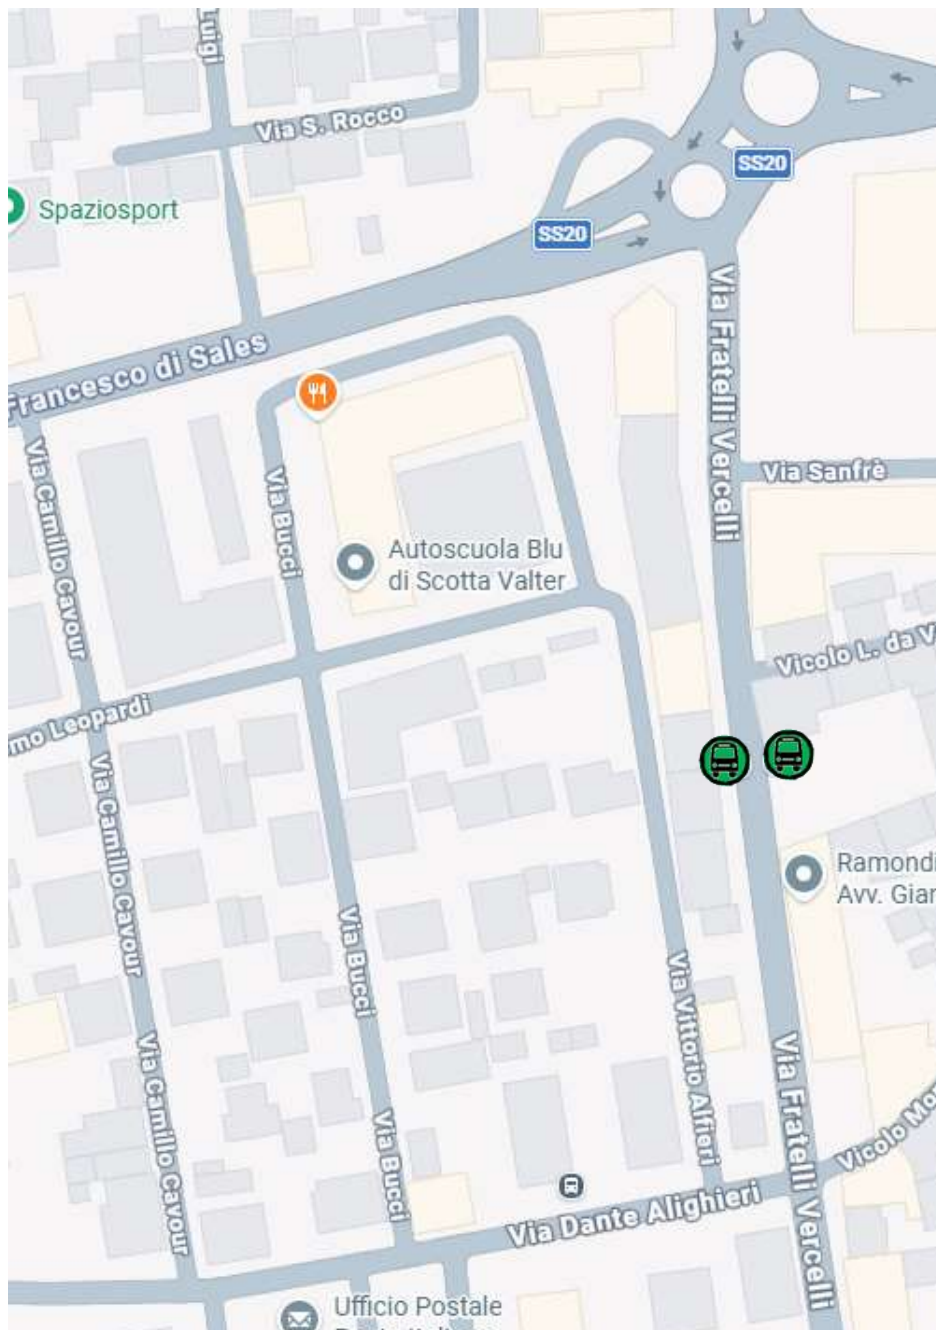 Luigi
Via S. Rocco
SS20
Spaziosport
SS20
Francesco di Sales
Via Fratelli Vercelli
Via Sanfrè
Via Camillo Cavour
Via Bucci
Autoscuola Blu
di Scotta Valter
Vicolo L. da V
mo Leopardi
Via Camillo Cavour
Ramondi
Avv. Gian
Via Bucci
Via Vittorio Alfieri
Via Camillo Cavour
Via Fratelli Vercelli
Via Bucci
Vicolo Mo
Via Dante Alighieri
Ufficio Postale